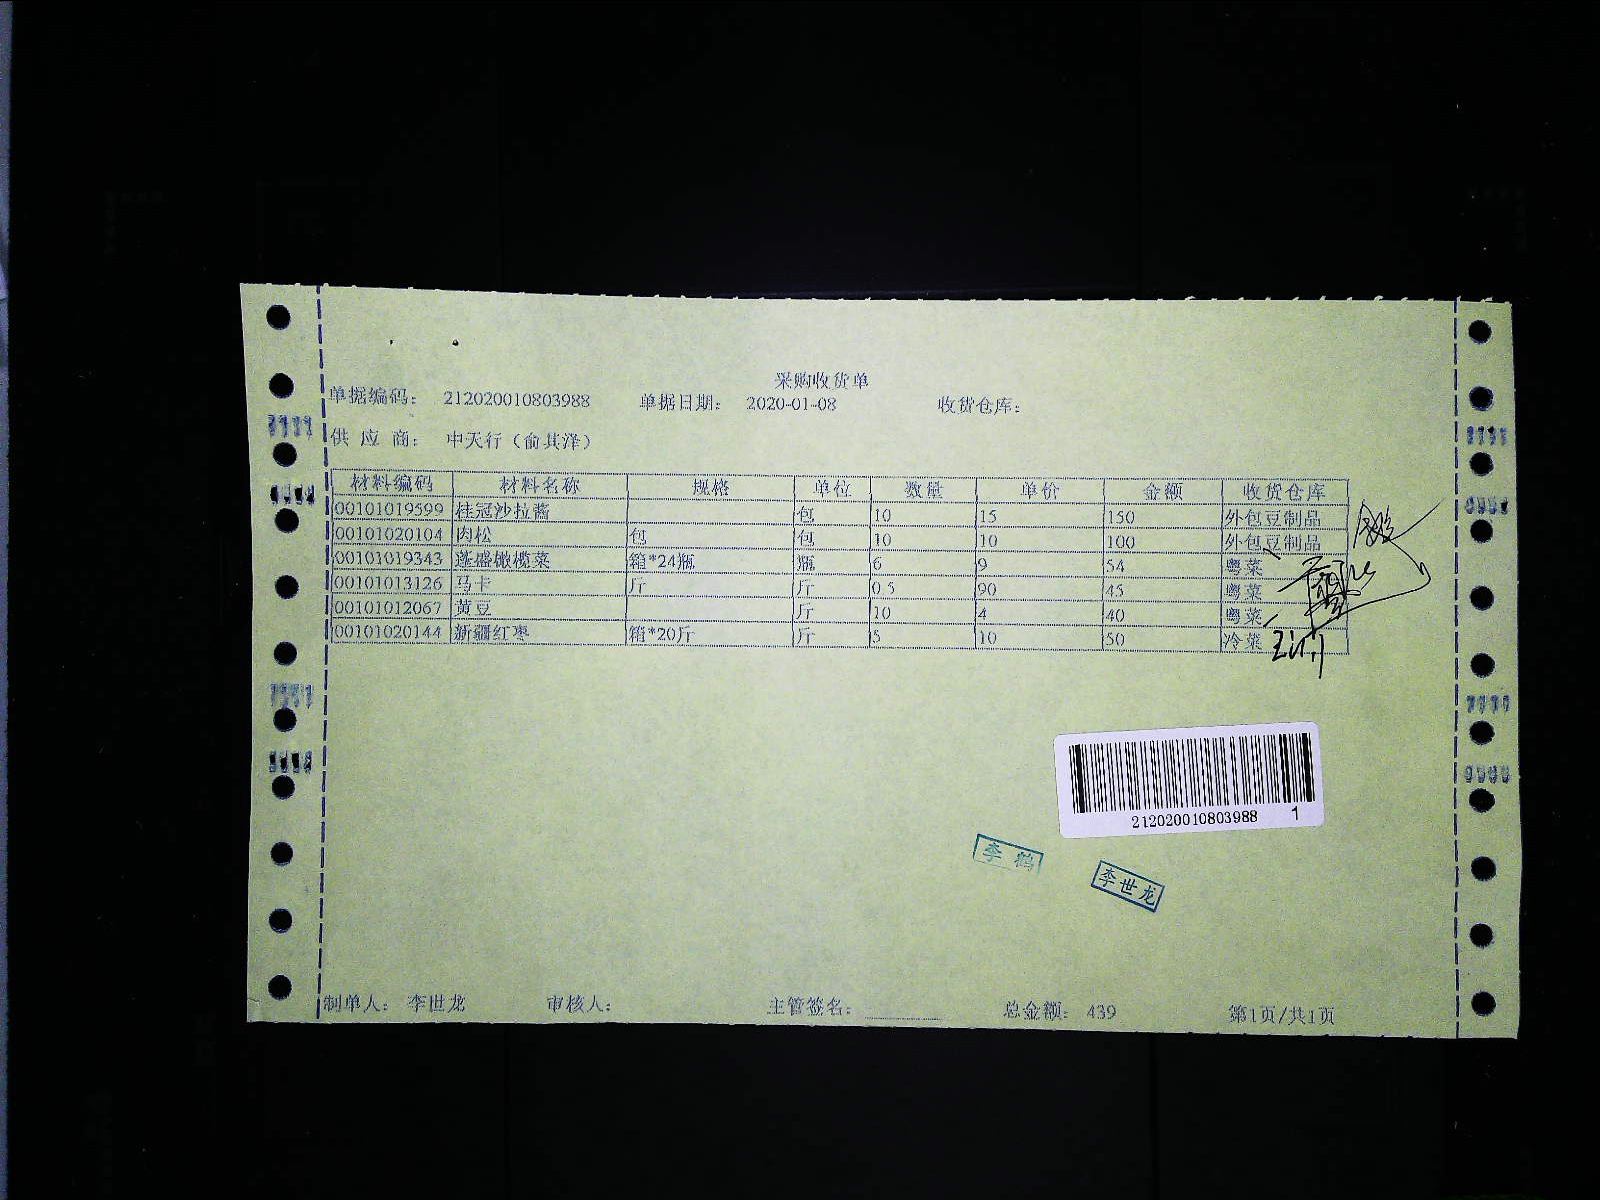 采购收货单
单据编码： 212020010803988 单据日期： 2020-01-08 收货仓库：
供 应 商： 中天行（俞其泽）
材料编码 材料名称 规格 单位 数量 单价 金额 收货仓库
00101019599 桂冠沙拉酱 包 10 15 150 外包豆制品
00101020104 肉松 包 包 10 10 100 外包豆制品
00101019343 蓬盛橄榄菜 箱*24瓶 瓶 6 9 54 粤菜
00101013126 马卡 斤 斤 0.5 90 45 粤菜
00101012067 黄豆 斤 10 4 40 粤菜
00101020144 新疆红枣 箱*20斤 斤 5 10 50 冷菜
212020010803988 1
李 鹤
李世龙
制单人： 李世龙 审核人： 主管签名： 总金额： 439 第1页/共1页